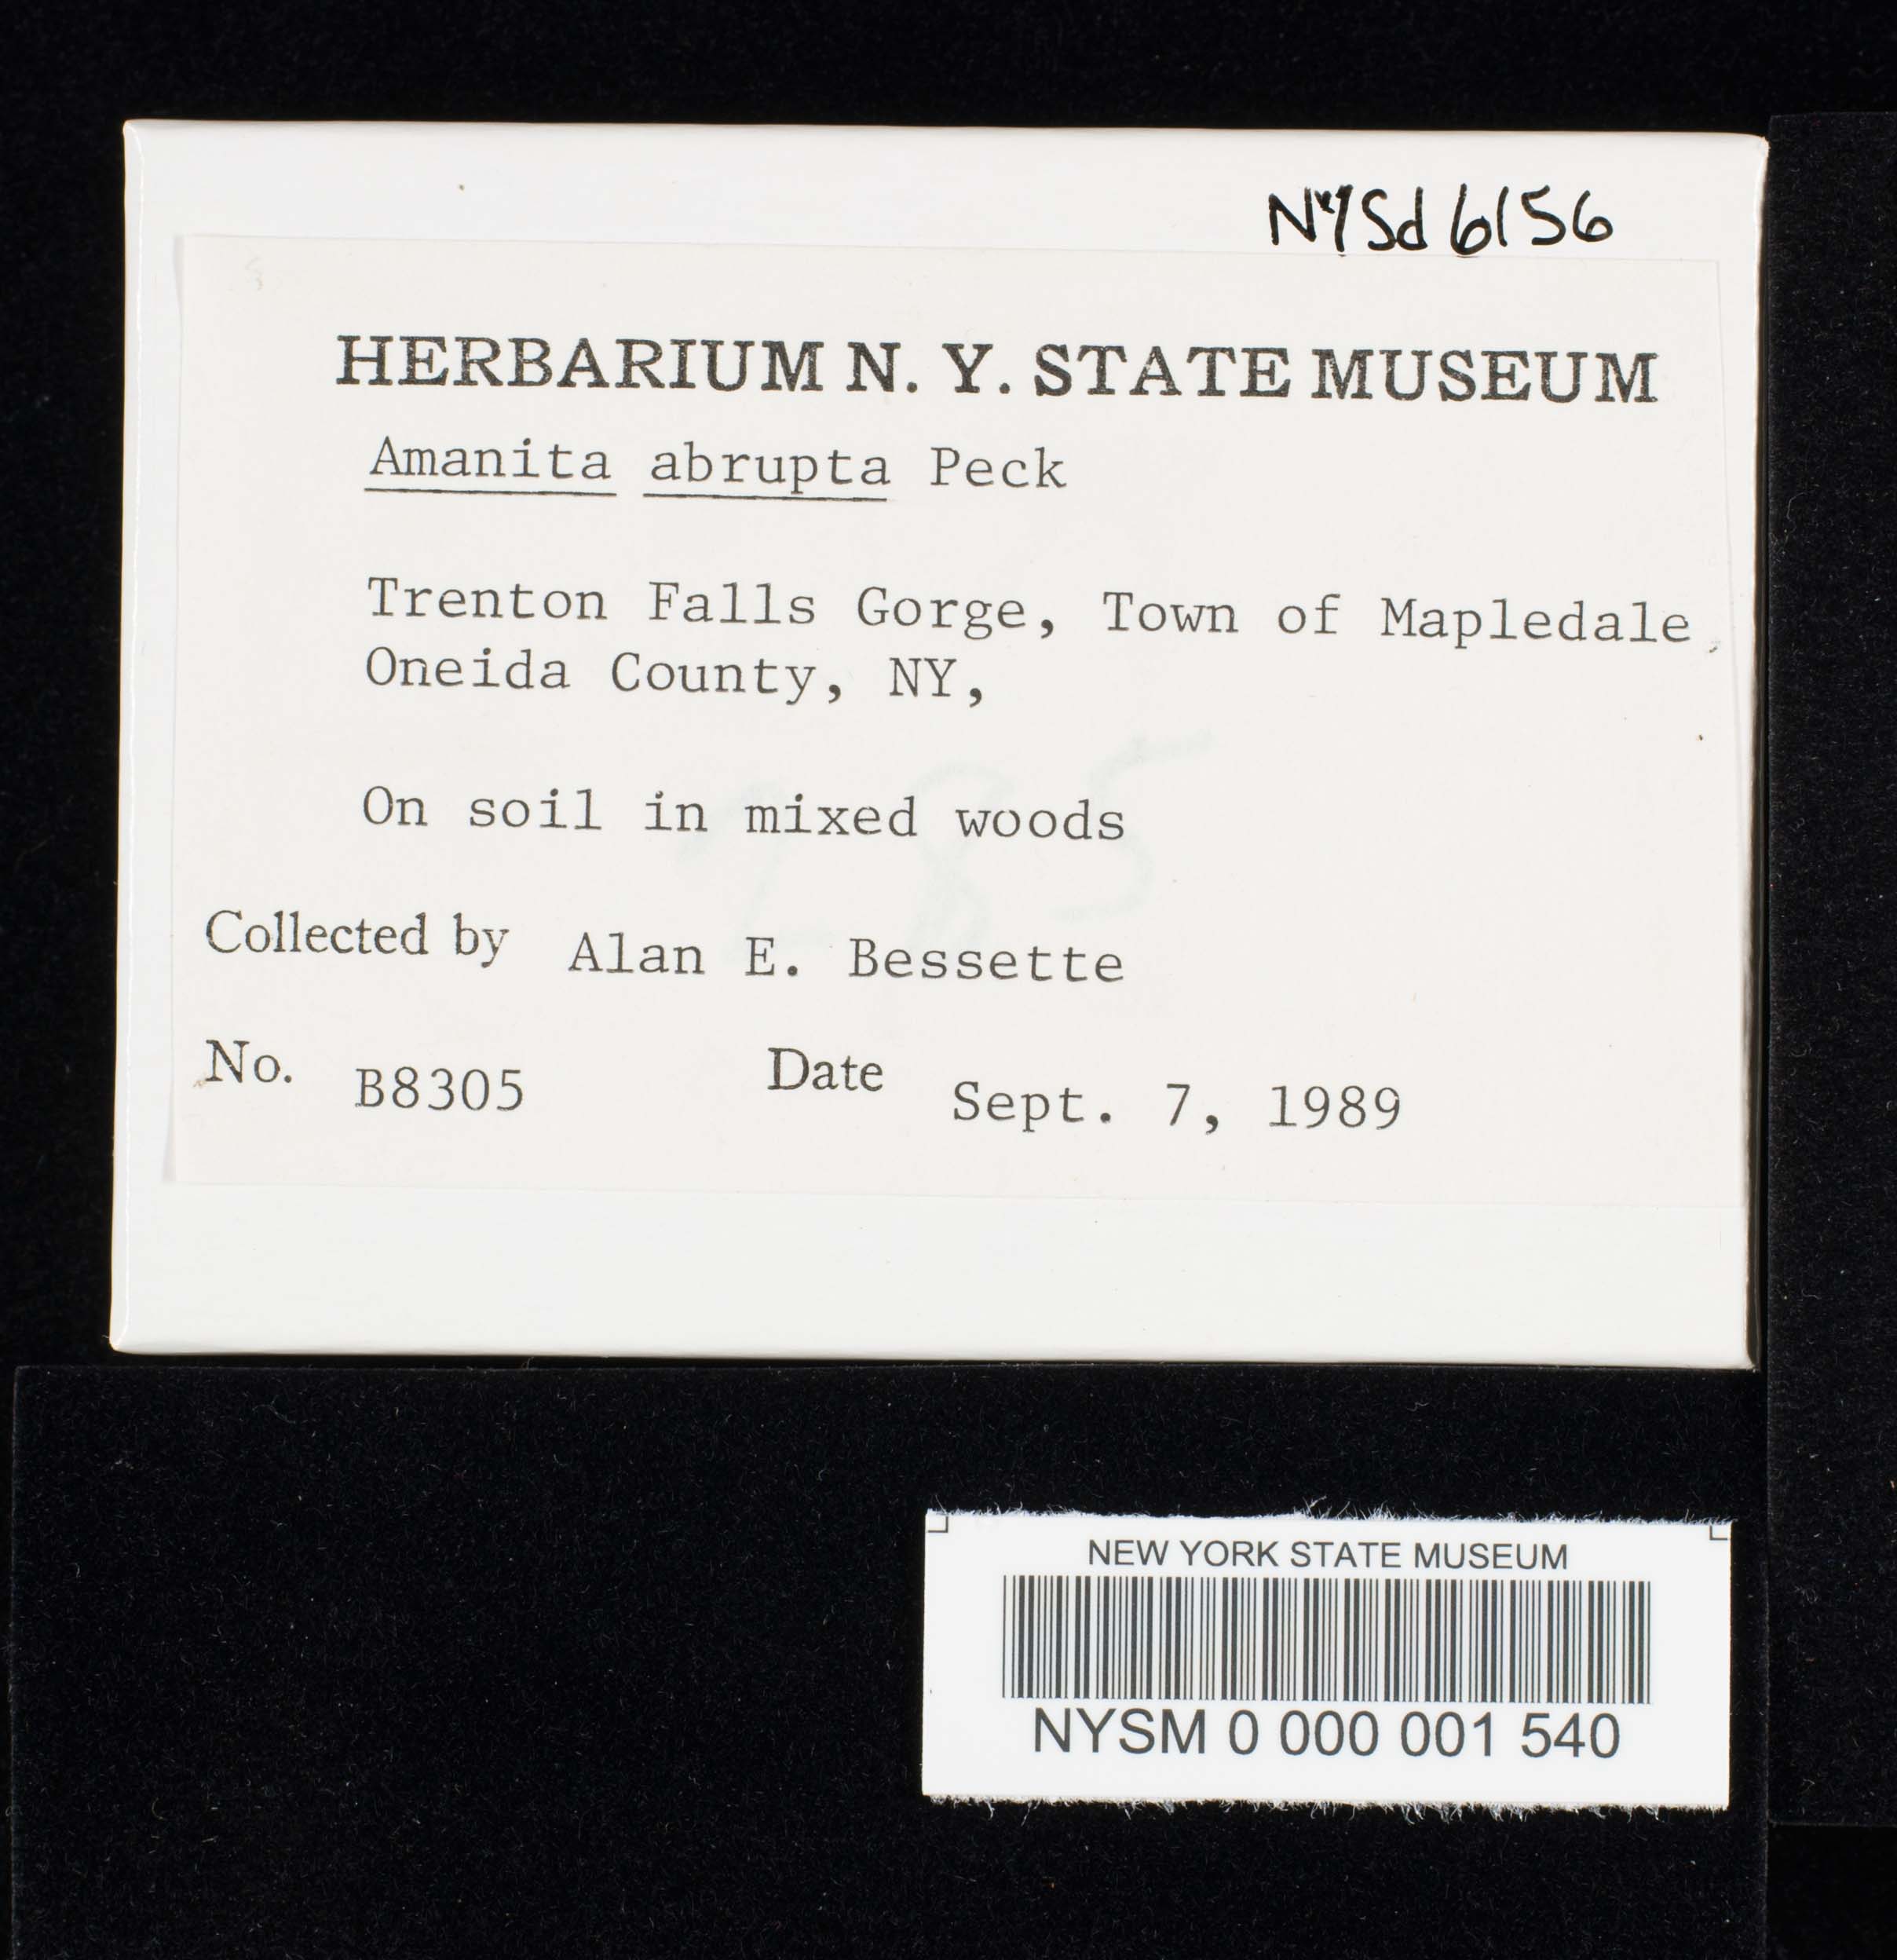 NYSd 6156
HERBARIUM N. Y. STATE MUSEUM
Amanita abrupta Peck
Trenton Falls Gorge, Town of Mapledale,
Oneida County, NY,
On soil in mixed woods
Collected by Alan E. Bessette
No. B8305 Date Sept. 7, 1989
NEW YORK STATE MUSEUM
NYSM 0 000 001 540